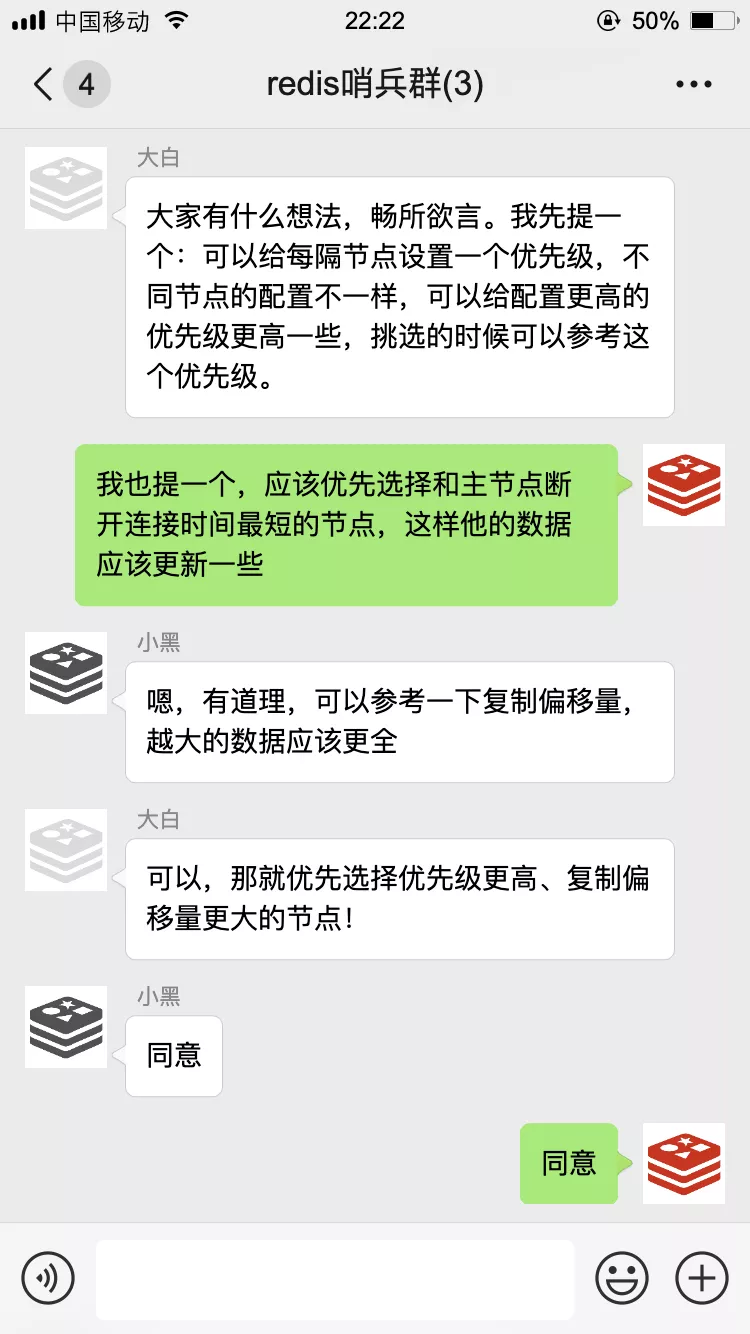 中国移动
22:22
50%
4
redis哨兵群(3)
大白
大家有什么想法，畅所欲言。我先提一
个：可以给每隔节点设置一个优先级，不
同节点的配置不一样，可以给配置更高的
优先级更高一些，挑选的时候可以参考这
个优先级。
我也提一个，应该优先选择和主节点断
开连接时间最短的节点，这样他的数据
应该更新一些
小黑
嗯，有道理，可以参考一下复制偏移量，
越大的数据应该更全
大白
可以，那就优先选择优先级更高、复制偏
移量更大的节点！
小黑
同意
同意